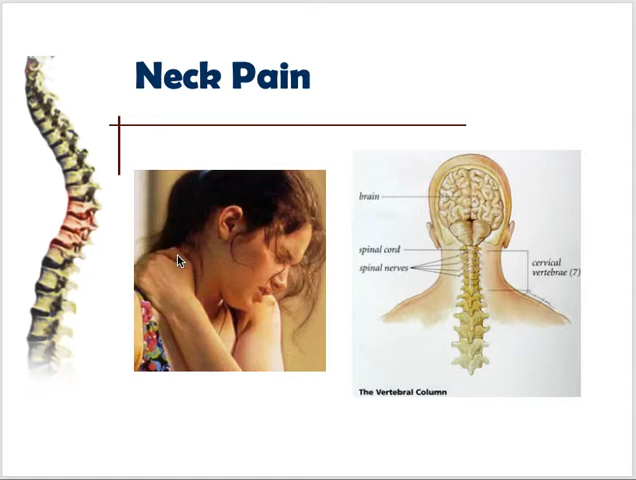 Neck Pain
brain
spinal cord
spinal nerves
cervical
vertebrae (7)
The Vertebral Column